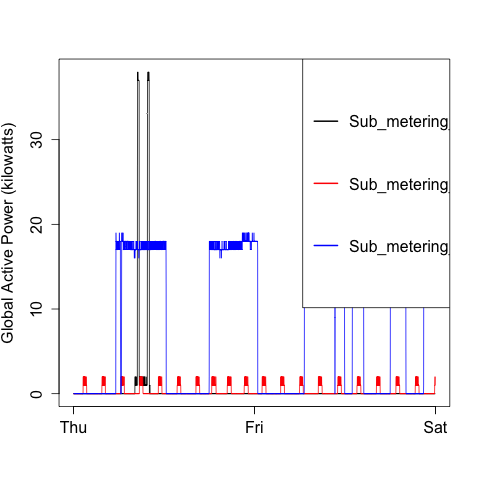 Global Active Power (kilowatts)
30
20
10
0
Thu
Fri
Sat
Sub_metering_
Sub_metering_
Sub_metering_